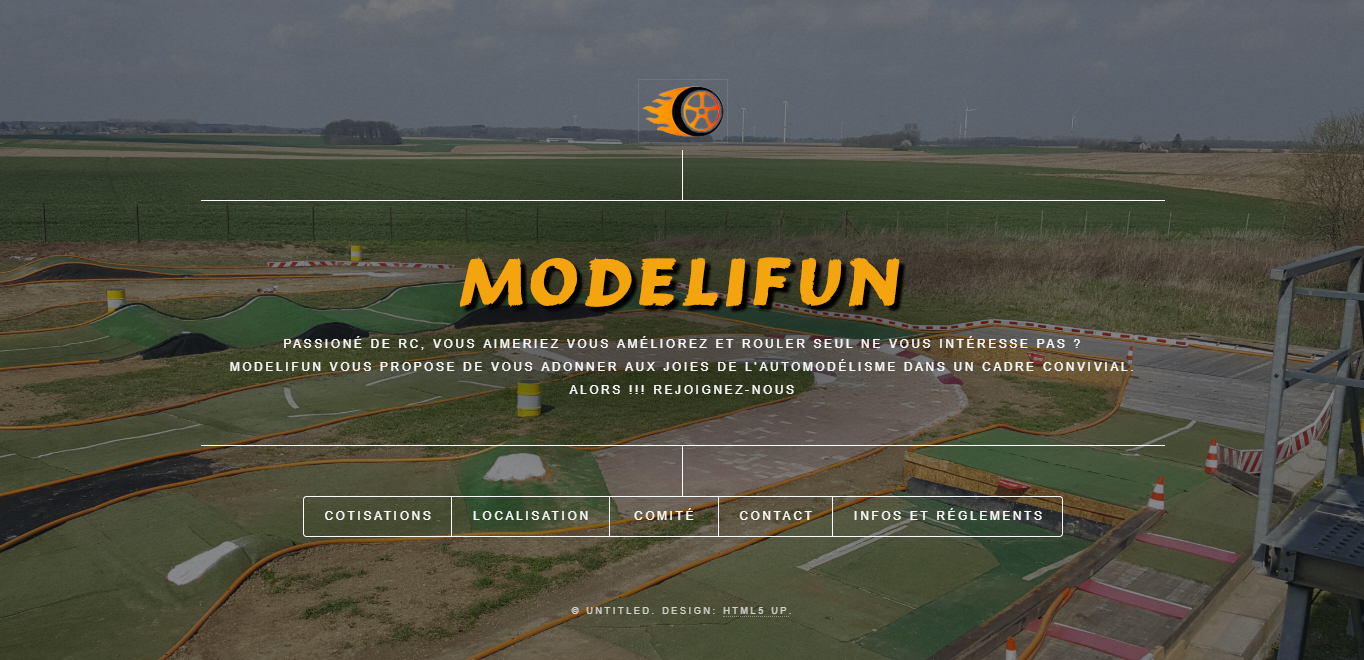 MODELIFUN
PASSIONÉ DE RC, VOUS AIMERIEZ VOUS AMÉLIOREZ ET ROULER SEUL NE VOUS INTÉRESSE PAS ?
MODELIFUN VOUS PROPOSE DE VOUS ADONNER AUX JOIES DE L'AUTOMODÉLISME DANS UN CADRE CONVIVIAL.
ALORS !!! REJOIGNEZ-NOUS
COTISATIONS LOCALISATION COMITÉ CONTACT INFOS ET RÉGLEMENTS
© UNTITLED. DESIGN: HTML5 UP.